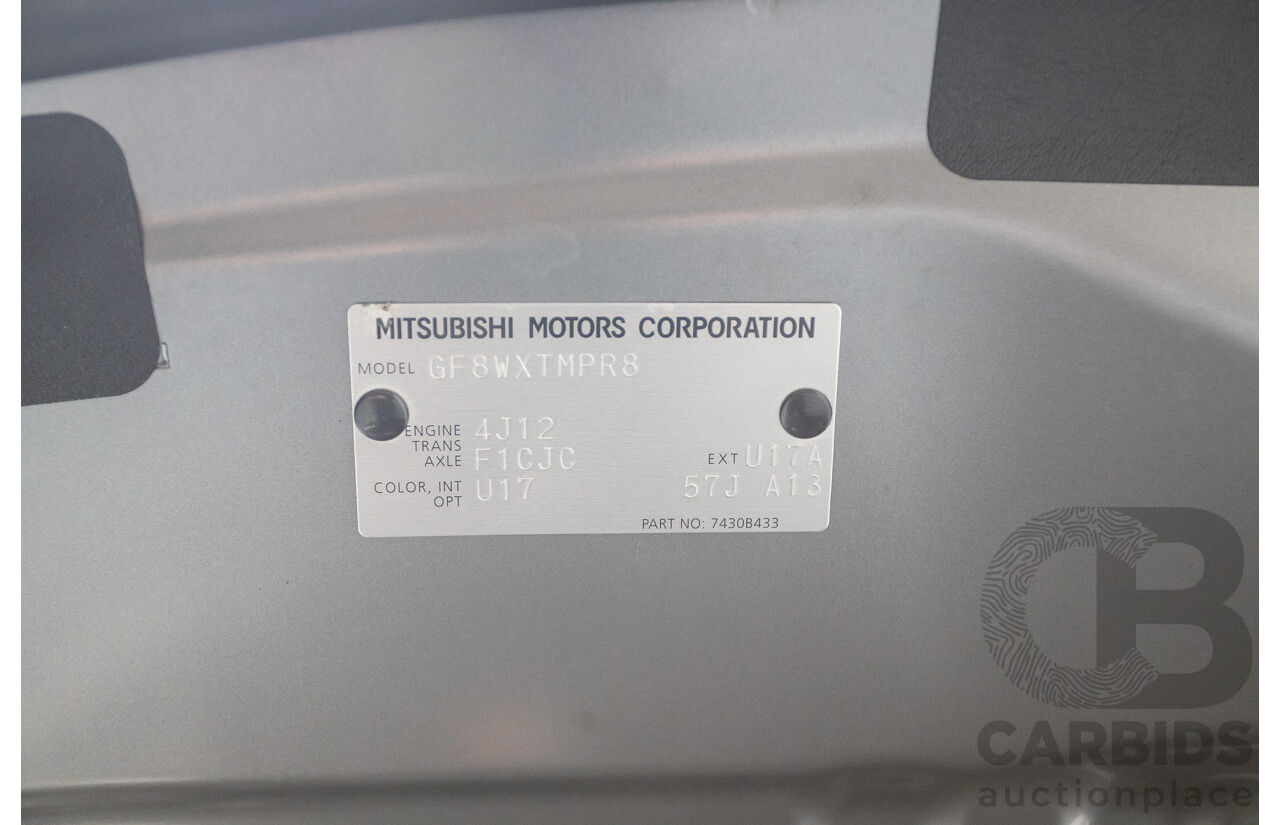 MITSUBISHI MOTORS CORPORATION
MODEL GF8WXTMPR8
ENGINE 4J12
TRANS
AXLE F1CJC EXT U17A
COLOR, INT
OPT U17 57J A13
PART NO: 7430B433
CB
CARBIDS
auctionplace